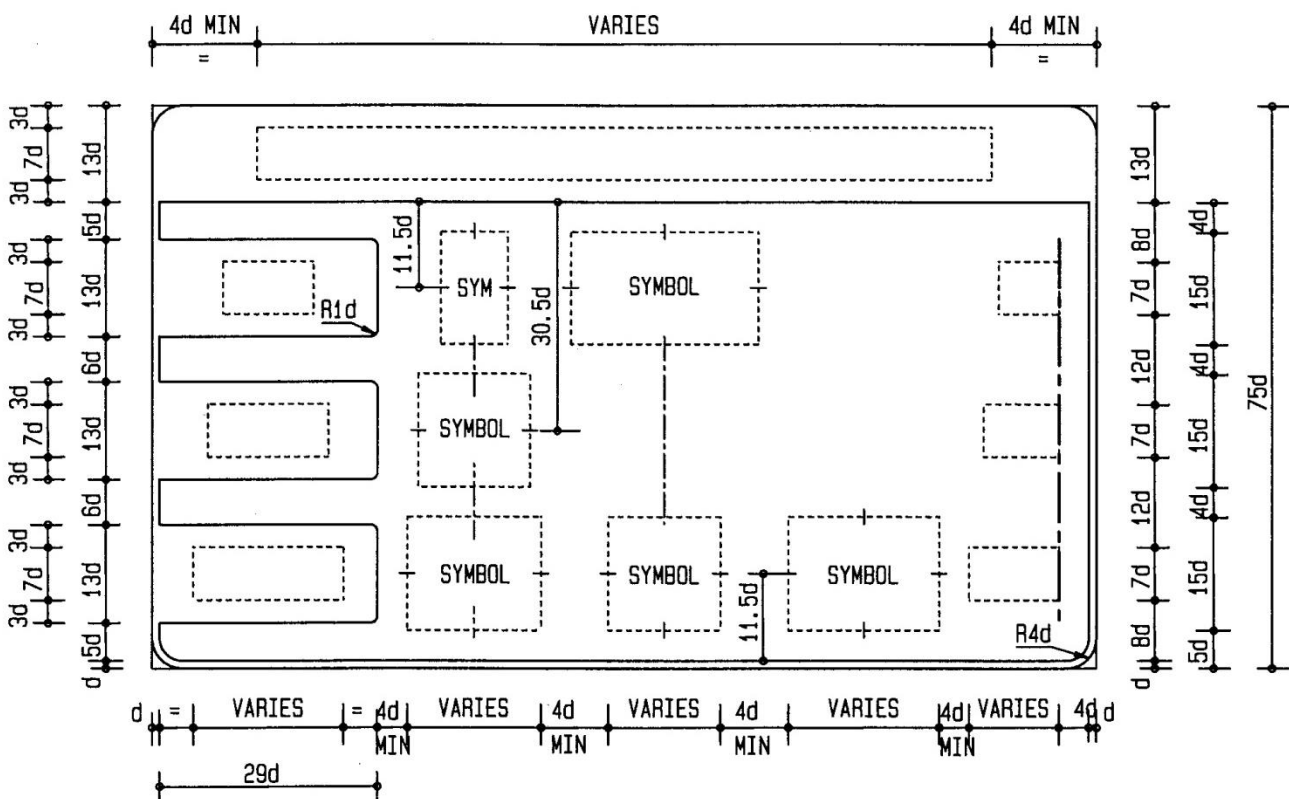 4d MIN VARIES 4d MIN
= =
3d 7d 3d 13d
5d
3d 7d 3d 13d
6d
3d 7d 3d 13d
6d
3d 7d 3d 13d
5d
d
11.5d
30.5d
SYM SYMBOL
R1d
SYMBOL
SYMBOL SYMBOL SYMBOL
11.5d
R4d
13d
8d
7d
12d
7d
12d
7d
8d
d
4d
15d
4d
15d
4d
15d
5d
75d
d = VARIES = 4d VARIES 4d VARIES 4d VARIES 4d VARIES 4d d
MIN MIN MIN MIN
29d